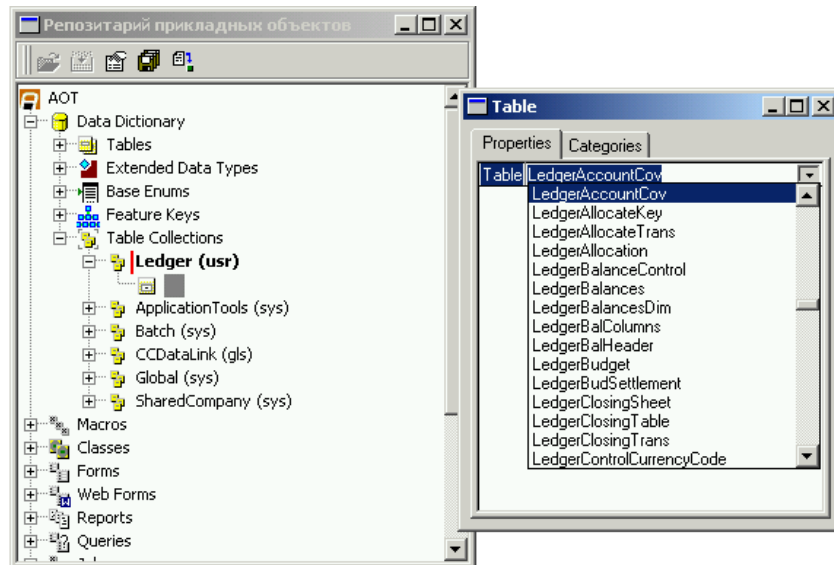 Репозитарий прикладных объектов
AOT
Data Dictionary
Tables
Extended Data Types
Base Enums
Feature Keys
Table Collections
Ledger (usr)
ApplicationTools (sys)
Batch (sys)
CCDataLink (gls)
Global (sys)
SharedCompany (sys)
Macros
Classes
Forms
Web Forms
Reports
Queries
Table
Properties
Categories
Table LedgerAccountCov
LedgerAccountCov
LedgerAllocateKey
LedgerAllocateTrans
LedgerAllocation
LedgerBalanceControl
LedgerBalances
LedgerBalancesDim
LedgerBalColumns
LedgerBalHeader
LedgerBudget
LedgerBudSettlement
LedgerClosingSheet
LedgerClosingTable
LedgerClosingTrans
LedgerControlCurrencyCode